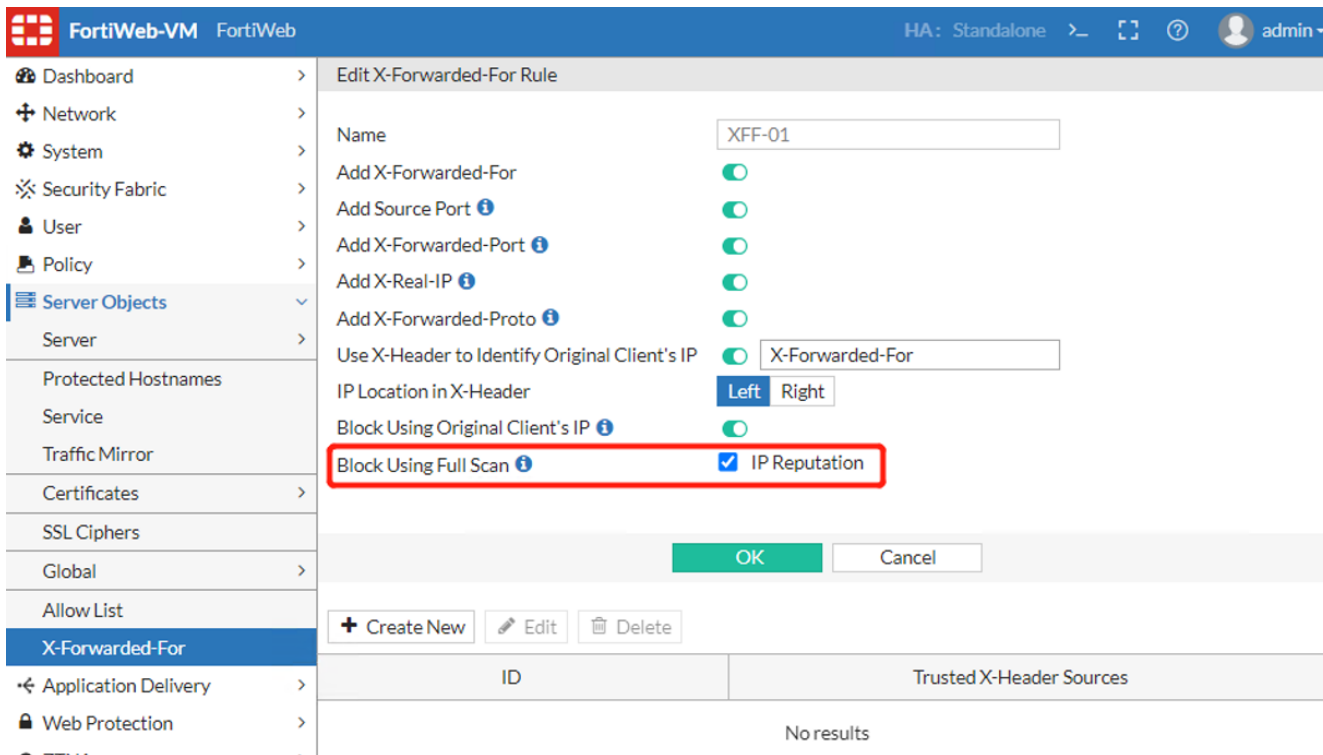 FortiWeb-VM FortiWeb HA: Standalone >_ admin
Dashboard
Network
System
Security Fabric
User
Policy
Server Objects
Server
Protected Hostnames
Service
Traffic Mirror
Certificates
SSL Ciphers
Global
Allow List
X-Forwarded-For
Application Delivery
Web Protection
Edit X-Forwarded-For Rule
Name XFF-01
Add X-Forwarded-For
Add Source Port
Add X-Forwarded-Port
Add X-Real-IP
Add X-Forwarded-Proto
Use X-Header to Identify Original Client's IP X-Forwarded-For
IP Location in X-Header Left Right
Block Using Original Client's IP
Block Using Full Scan IP Reputation
OK Cancel
Create New Edit Delete
ID Trusted X-Header Sources
No results